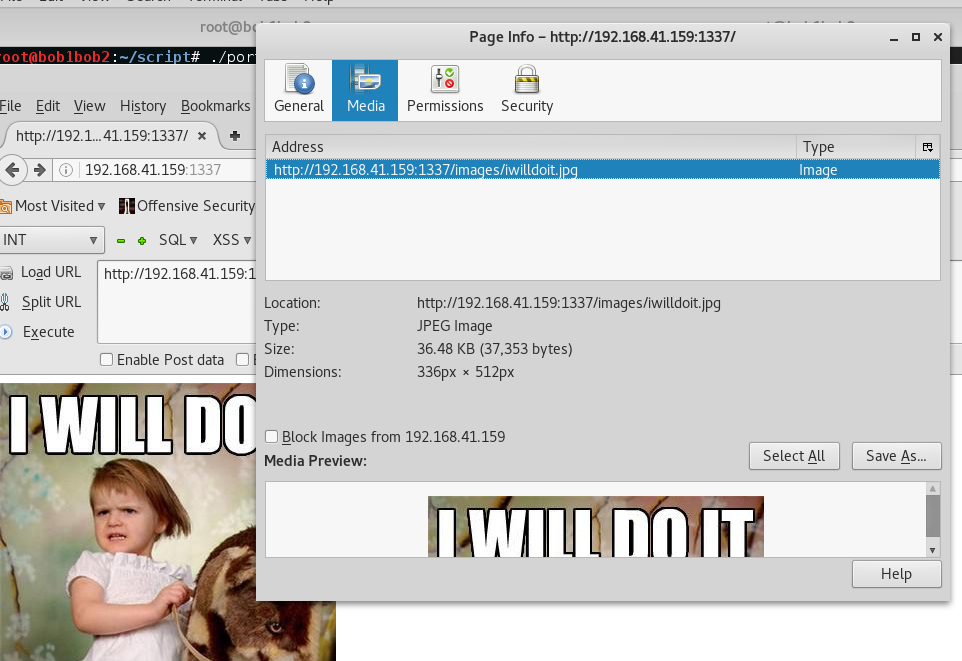 Page Info – http://192.168.41.159:1337/
root@bob1bob2:~/script# ./por
General Media Permissions Security
File Edit View History Bookmarks
http://192.1...41.159:1337/
192.168.41.159:1337
Most Visited Offensive Security
INT SQL XSS
Load URL http://192.168.41.159:1
Split URL
Execute
Enable Post data
Address Type
http://192.168.41.159:1337/images/iwilldoit.jpg Image
Location: http://192.168.41.159:1337/images/iwilldoit.jpg
Type: JPEG Image
Size: 36.48 KB (37,353 bytes)
Dimensions: 336px × 512px
Block Images from 192.168.41.159
Media Preview:
Select All Save As...
I WILL DO IT
Help
I WILL DO